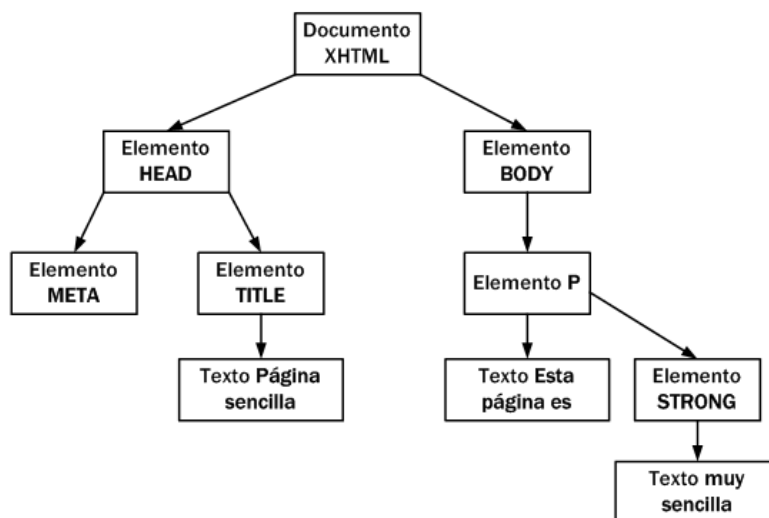 Documento
XHTML
Elemento
HEAD
Elemento
BODY
Elemento
META
Elemento
TITLE
Elemento P
Texto Página
sencilla
Texto Esta
página es
Elemento
STRONG
Texto muy
sencilla